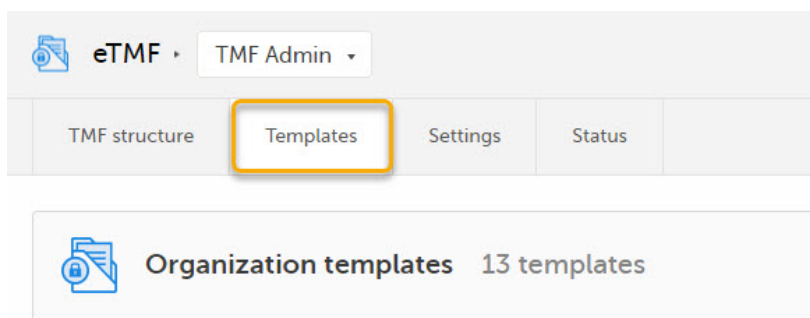 eTMF ▸ TMF Admin ▾
TMF structure Templates Settings Status
Organization templates 13 templates